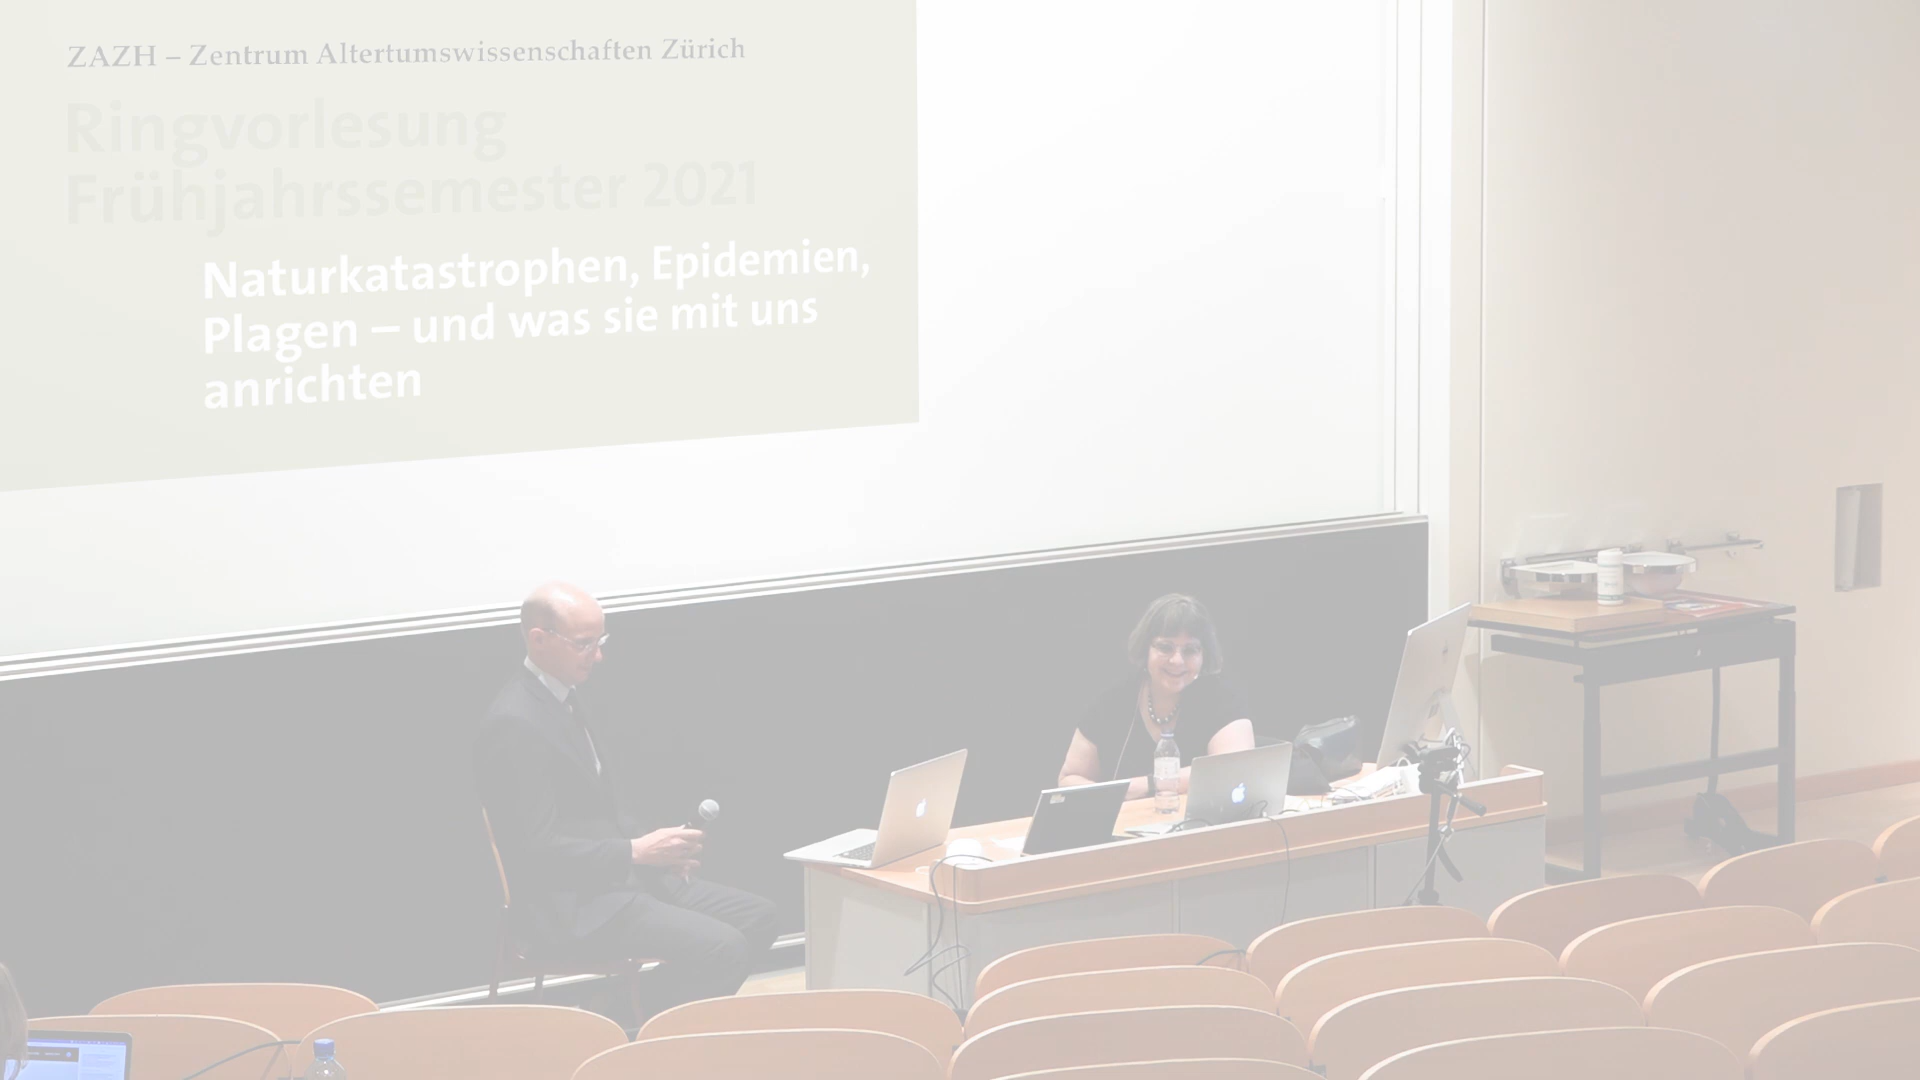 ZAZH – Zentrum Altertumswissenschaften Zürich
Ringvorlesung
Frühjahrssemester 2021
Naturkatastrophen, Epidemien,
Plagen – und was sie mit uns
anrichten